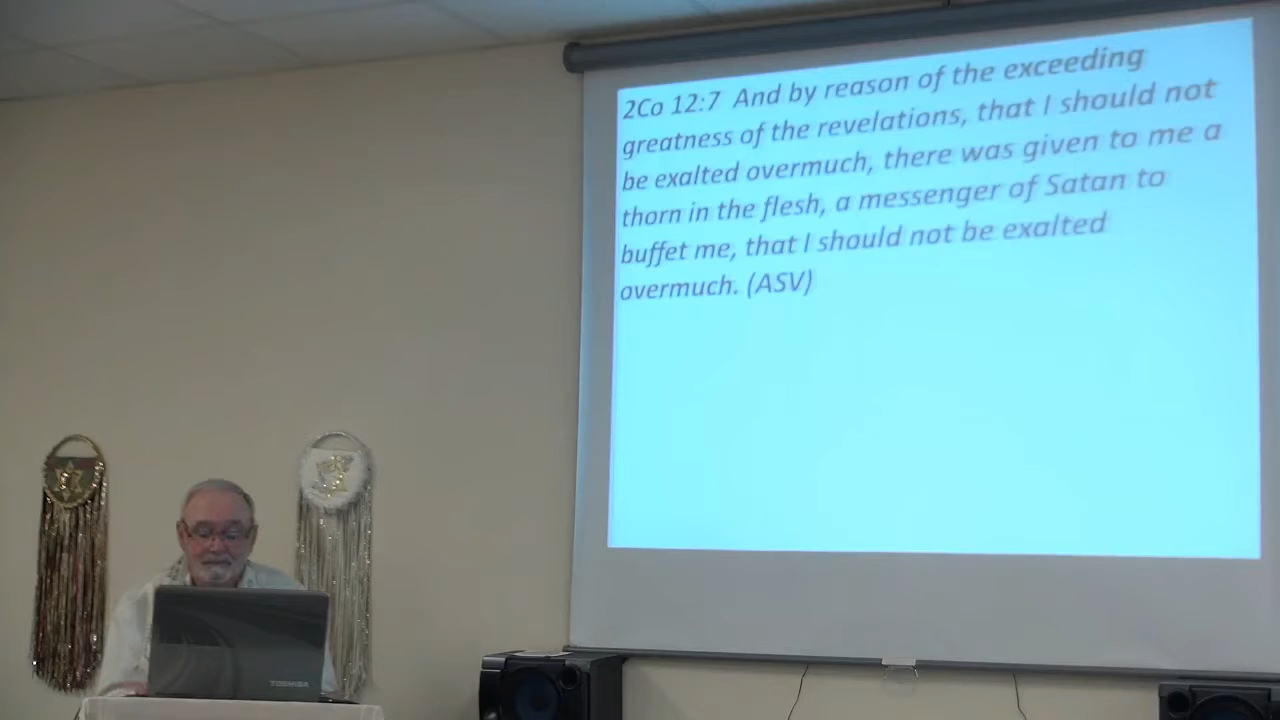 2Co 12:7 And by reason of the exceeding
greatness of the revelations, that I should not
be exalted overmuch, there was given to me a
thorn in the flesh, a messenger of Satan to
buffet me, that I should not be exalted
overmuch. (ASV)
TOSHIBA